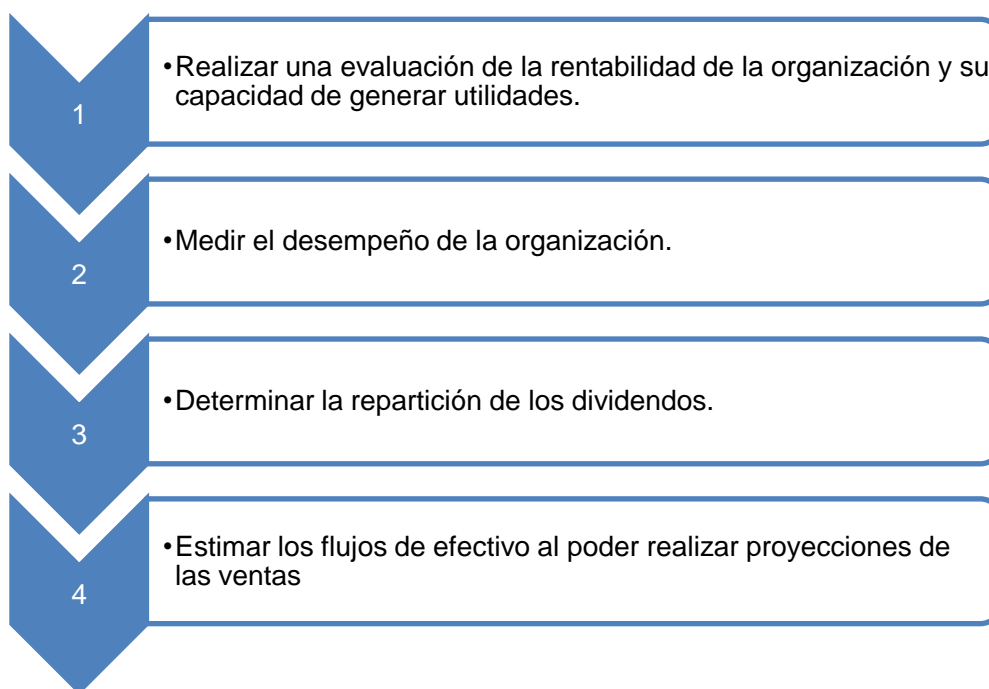 •Realizar una evaluación de la rentabilidad de la organización y su
capacidad de generar utilidades.
1
•Medir el desempeño de la organización.
2
•Determinar la repartición de los dividendos.
3
•Estimar los flujos de efectivo al poder realizar proyecciones de
las ventas
4